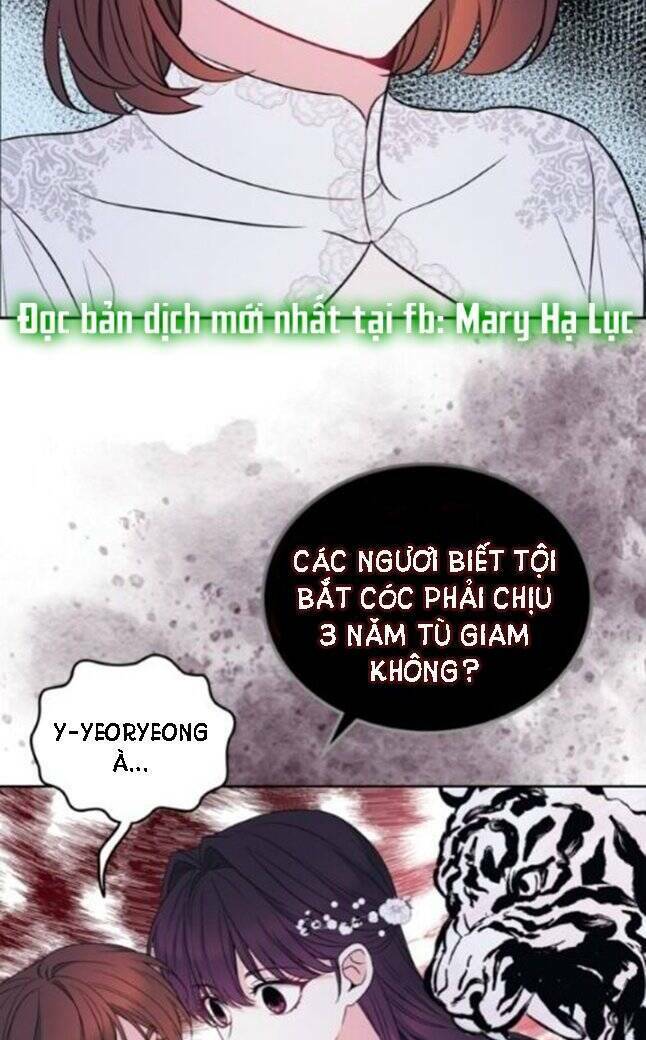 Đọc bản dịch mới nhất tại fb: Mary Hạ Lục
CÁC NGƯƠI BIẾT TỘI
BẮT CÓC PHẢI CHỊU
3 NĂM TÙ GIAM
KHÔNG?
Y-YEORYEONG
À...